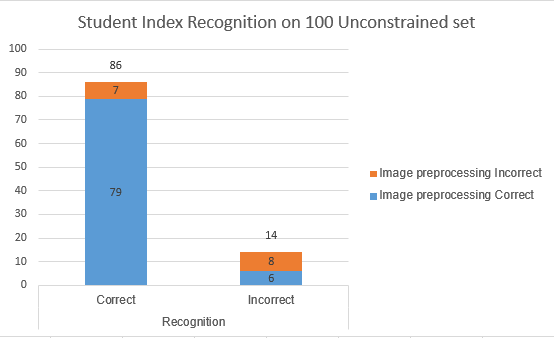 Student Index Recognition on 100 Unconstrained set
100
90
80
70
60
50
40
30
20
10
0
86
7
79
14
8
6
Correct
Incorrect
Recognition
Image preprocessing Incorrect
Image preprocessing Correct